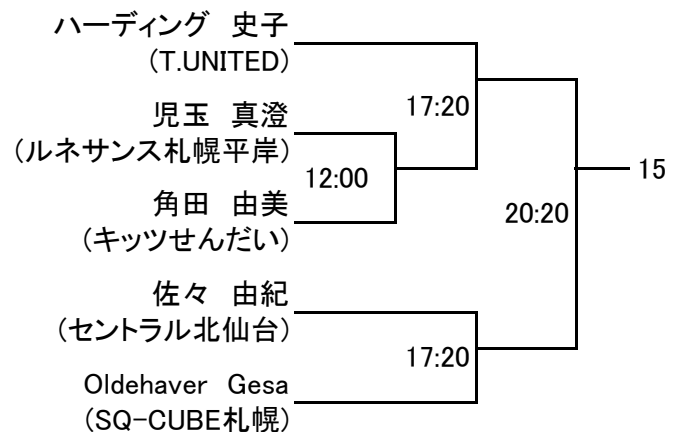 ハーディング　史子
(T.UNITED)
17:20
児玉　真澄
(ルネサンス札幌平岸)
12:00
15
角田　由美
(キッツせんだい)
20:20
佐々　由紀
(セントラル北仙台)
17:20
Oldehaver　Gesa
(SQ-CUBE札幌)